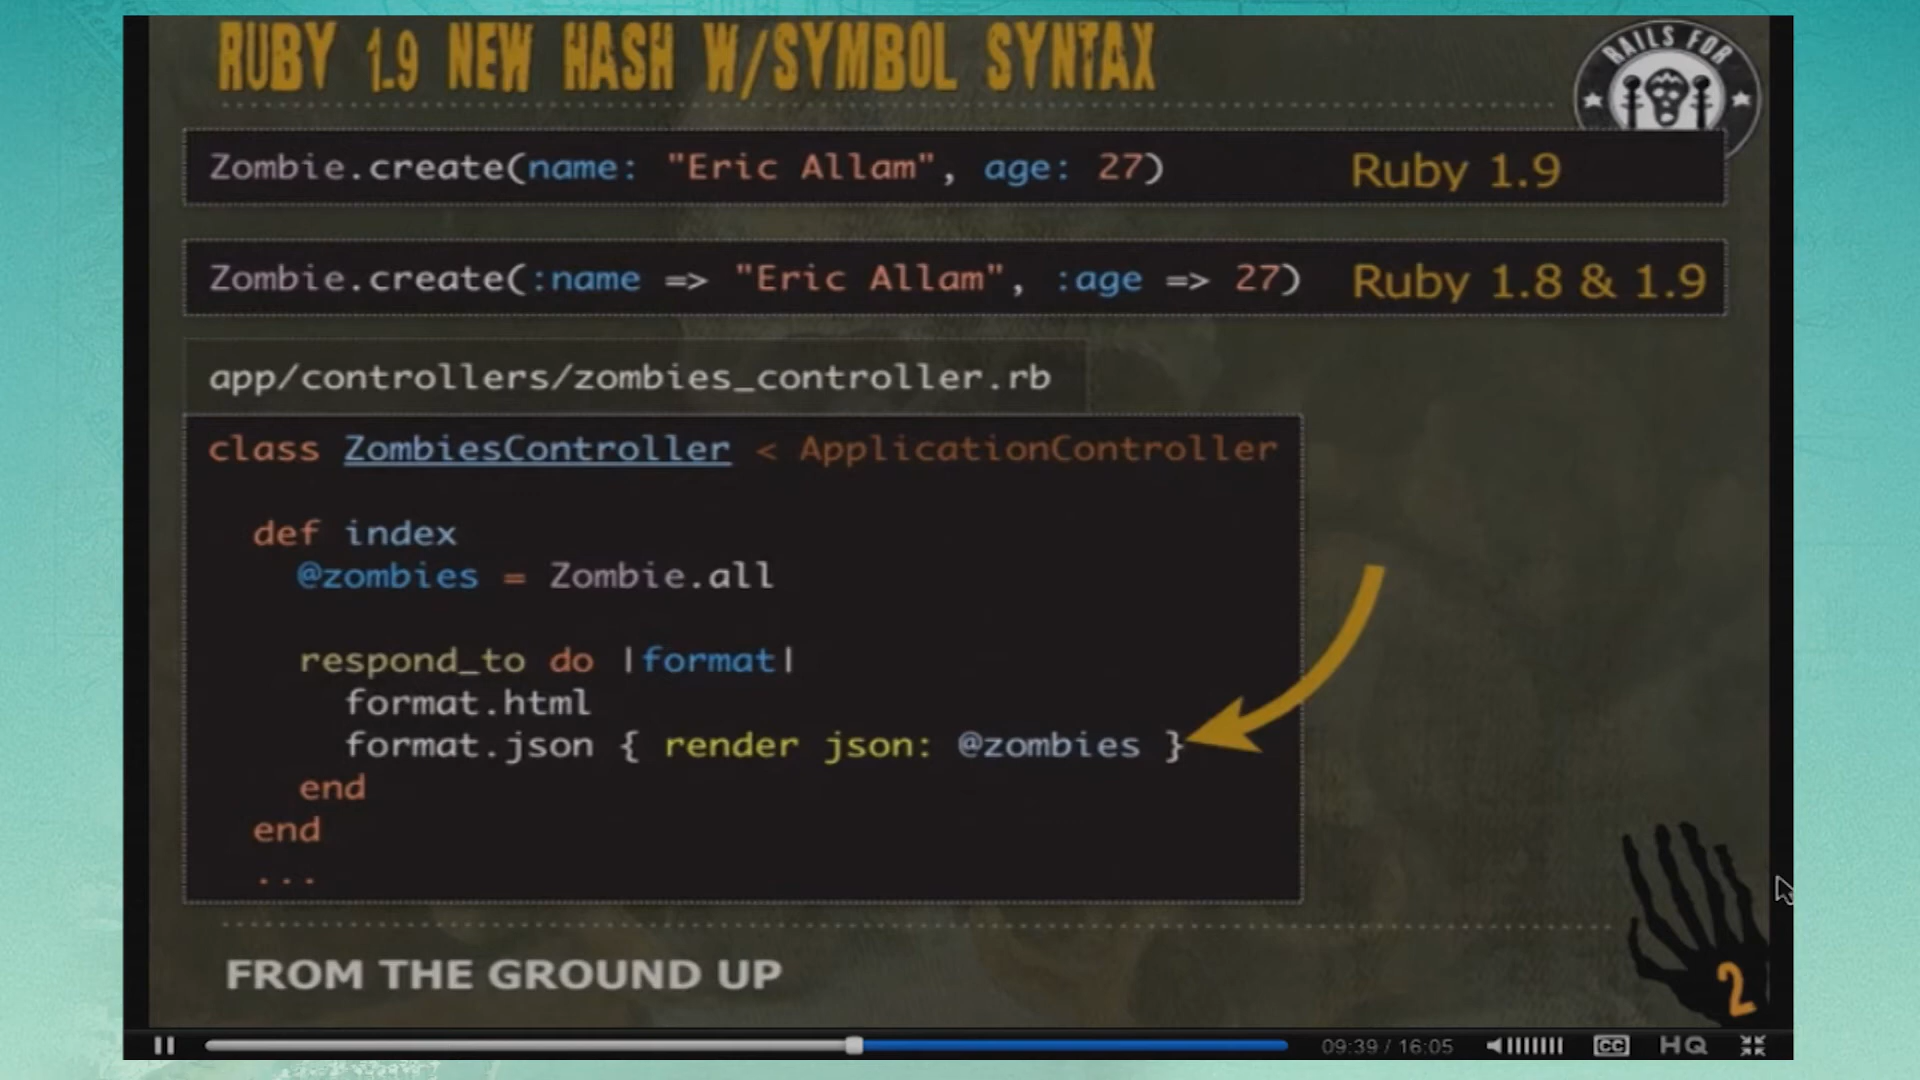 RUBY 1.9 NEW HASH W/SYMBOL SYNTAX
RAILS FOR
Zombie.create(name: "Eric Allam", age: 27)
Ruby 1.9
Zombie.create(:name => "Eric Allam", :age => 27)
Ruby 1.8 & 1.9
app/controllers/zombies_controller.rb
class ZombiesController < ApplicationController
def index
@zombies = Zombie.all
respond_to do |format|
format.html
format.json { render json: @zombies }
end
end
...
FROM THE GROUND UP
2
09:39 / 16:05
CC
HQ